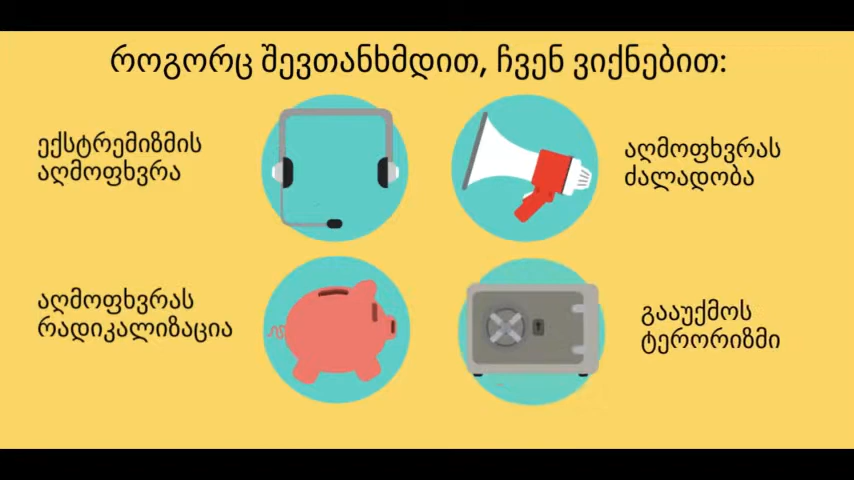 როგორც შევთანხმდით, ჩვენ ვიქნებით:
ექსტრემიზმის
აღმოფხვრა
აღმოფხვრას
ძალადობა
აღმოფხვრას
რადიკალიზაცია
გააუქმოს
ტერორიზმი